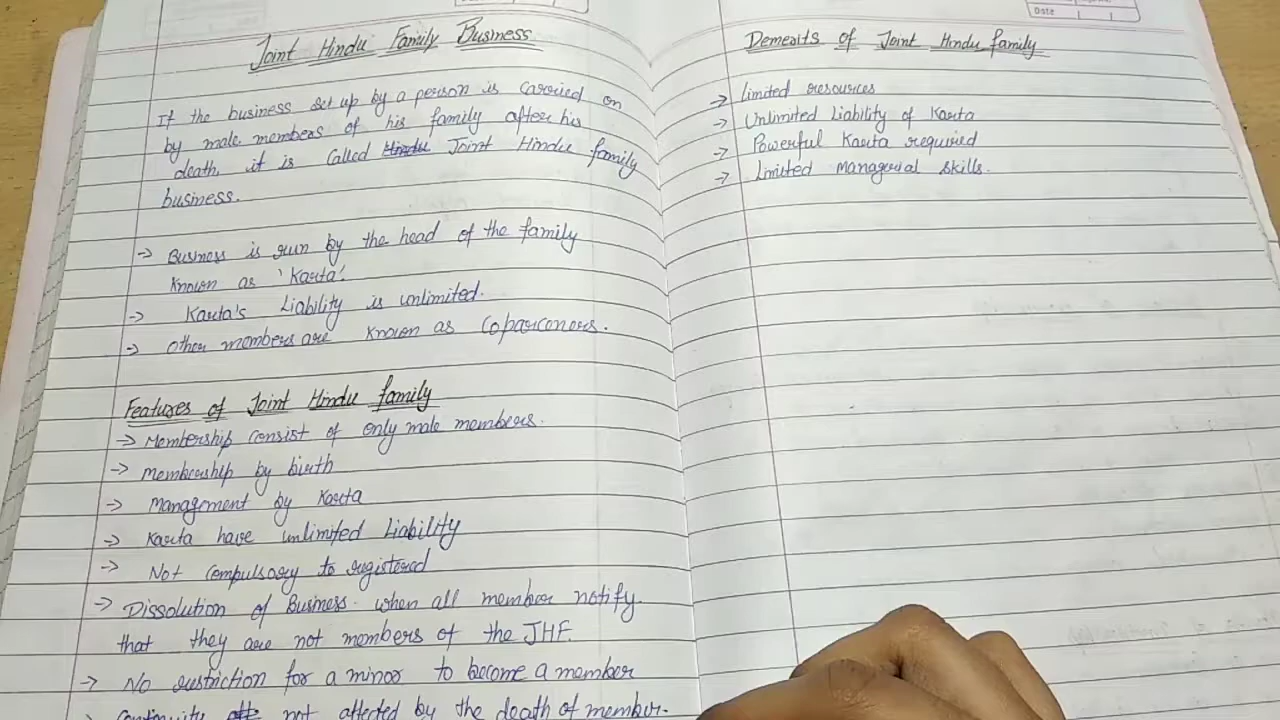 Joint Hindu Family Business
If the business set up by a person is carried on
by male members of his family after his
death, it is called Hindu Joint Hindu family
business.
-> Business is run by the head of the family
known as 'Karta'.
-> Karta's Liability is unlimited.
-> Other members are known as Coparceners.
Features of Joint Hindu family
-> Membership consist of only male members.
-> Membership by birth
-> Management by Karta
-> Karta have unlimited Liability
-> Not compulsory to registered
-> Dissolution of Business when all member notify
that they are not members of the JHF.
-> No restriction for a minor to become a member
-> Continuity not affected by the death of member.
Date
Demerits of Joint Hindu family
-> Limited resources
-> Unlimited Liability of Karta
-> Powerful Karta required
-> Limited Managerial skills.